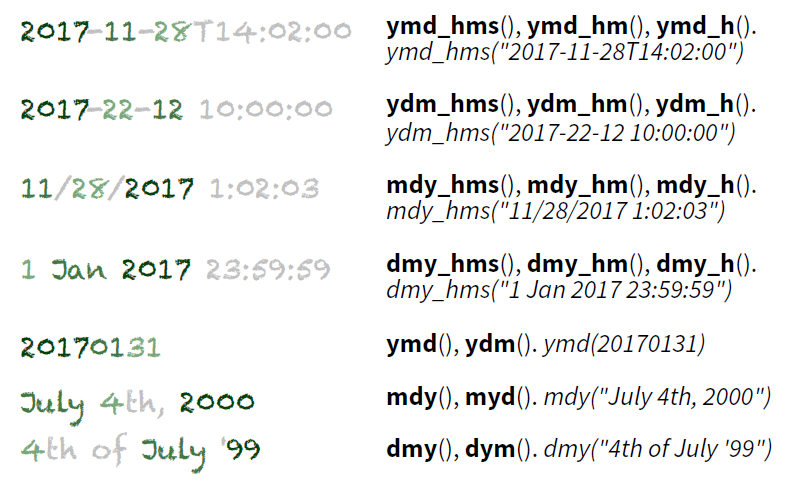 2017-11-28T14:02:00 ymd_hms(), ymd_hm(), ymd_h().
ymd_hms("2017-11-28T14:02:00")
2017-22-12 10:00:00 ydm_hms(), ydm_hm(), ydm_h().
ydm_hms("2017-22-12 10:00:00")
11/28/2017 1:02:03 mdy_hms(), mdy_hm(), mdy_h().
mdy_hms("11/28/2017 1:02:03")
1 Jan 2017 23:59:59 dmy_hms(), dmy_hm(), dmy_h().
dmy_hms("1 Jan 2017 23:59:59")
20170131 ymd(), ydm(). ymd(20170131)
July 4th, 2000 mdy(), myd(). mdy("July 4th, 2000")
4th of July '99 dmy(), dym(). dmy("4th of July '99")